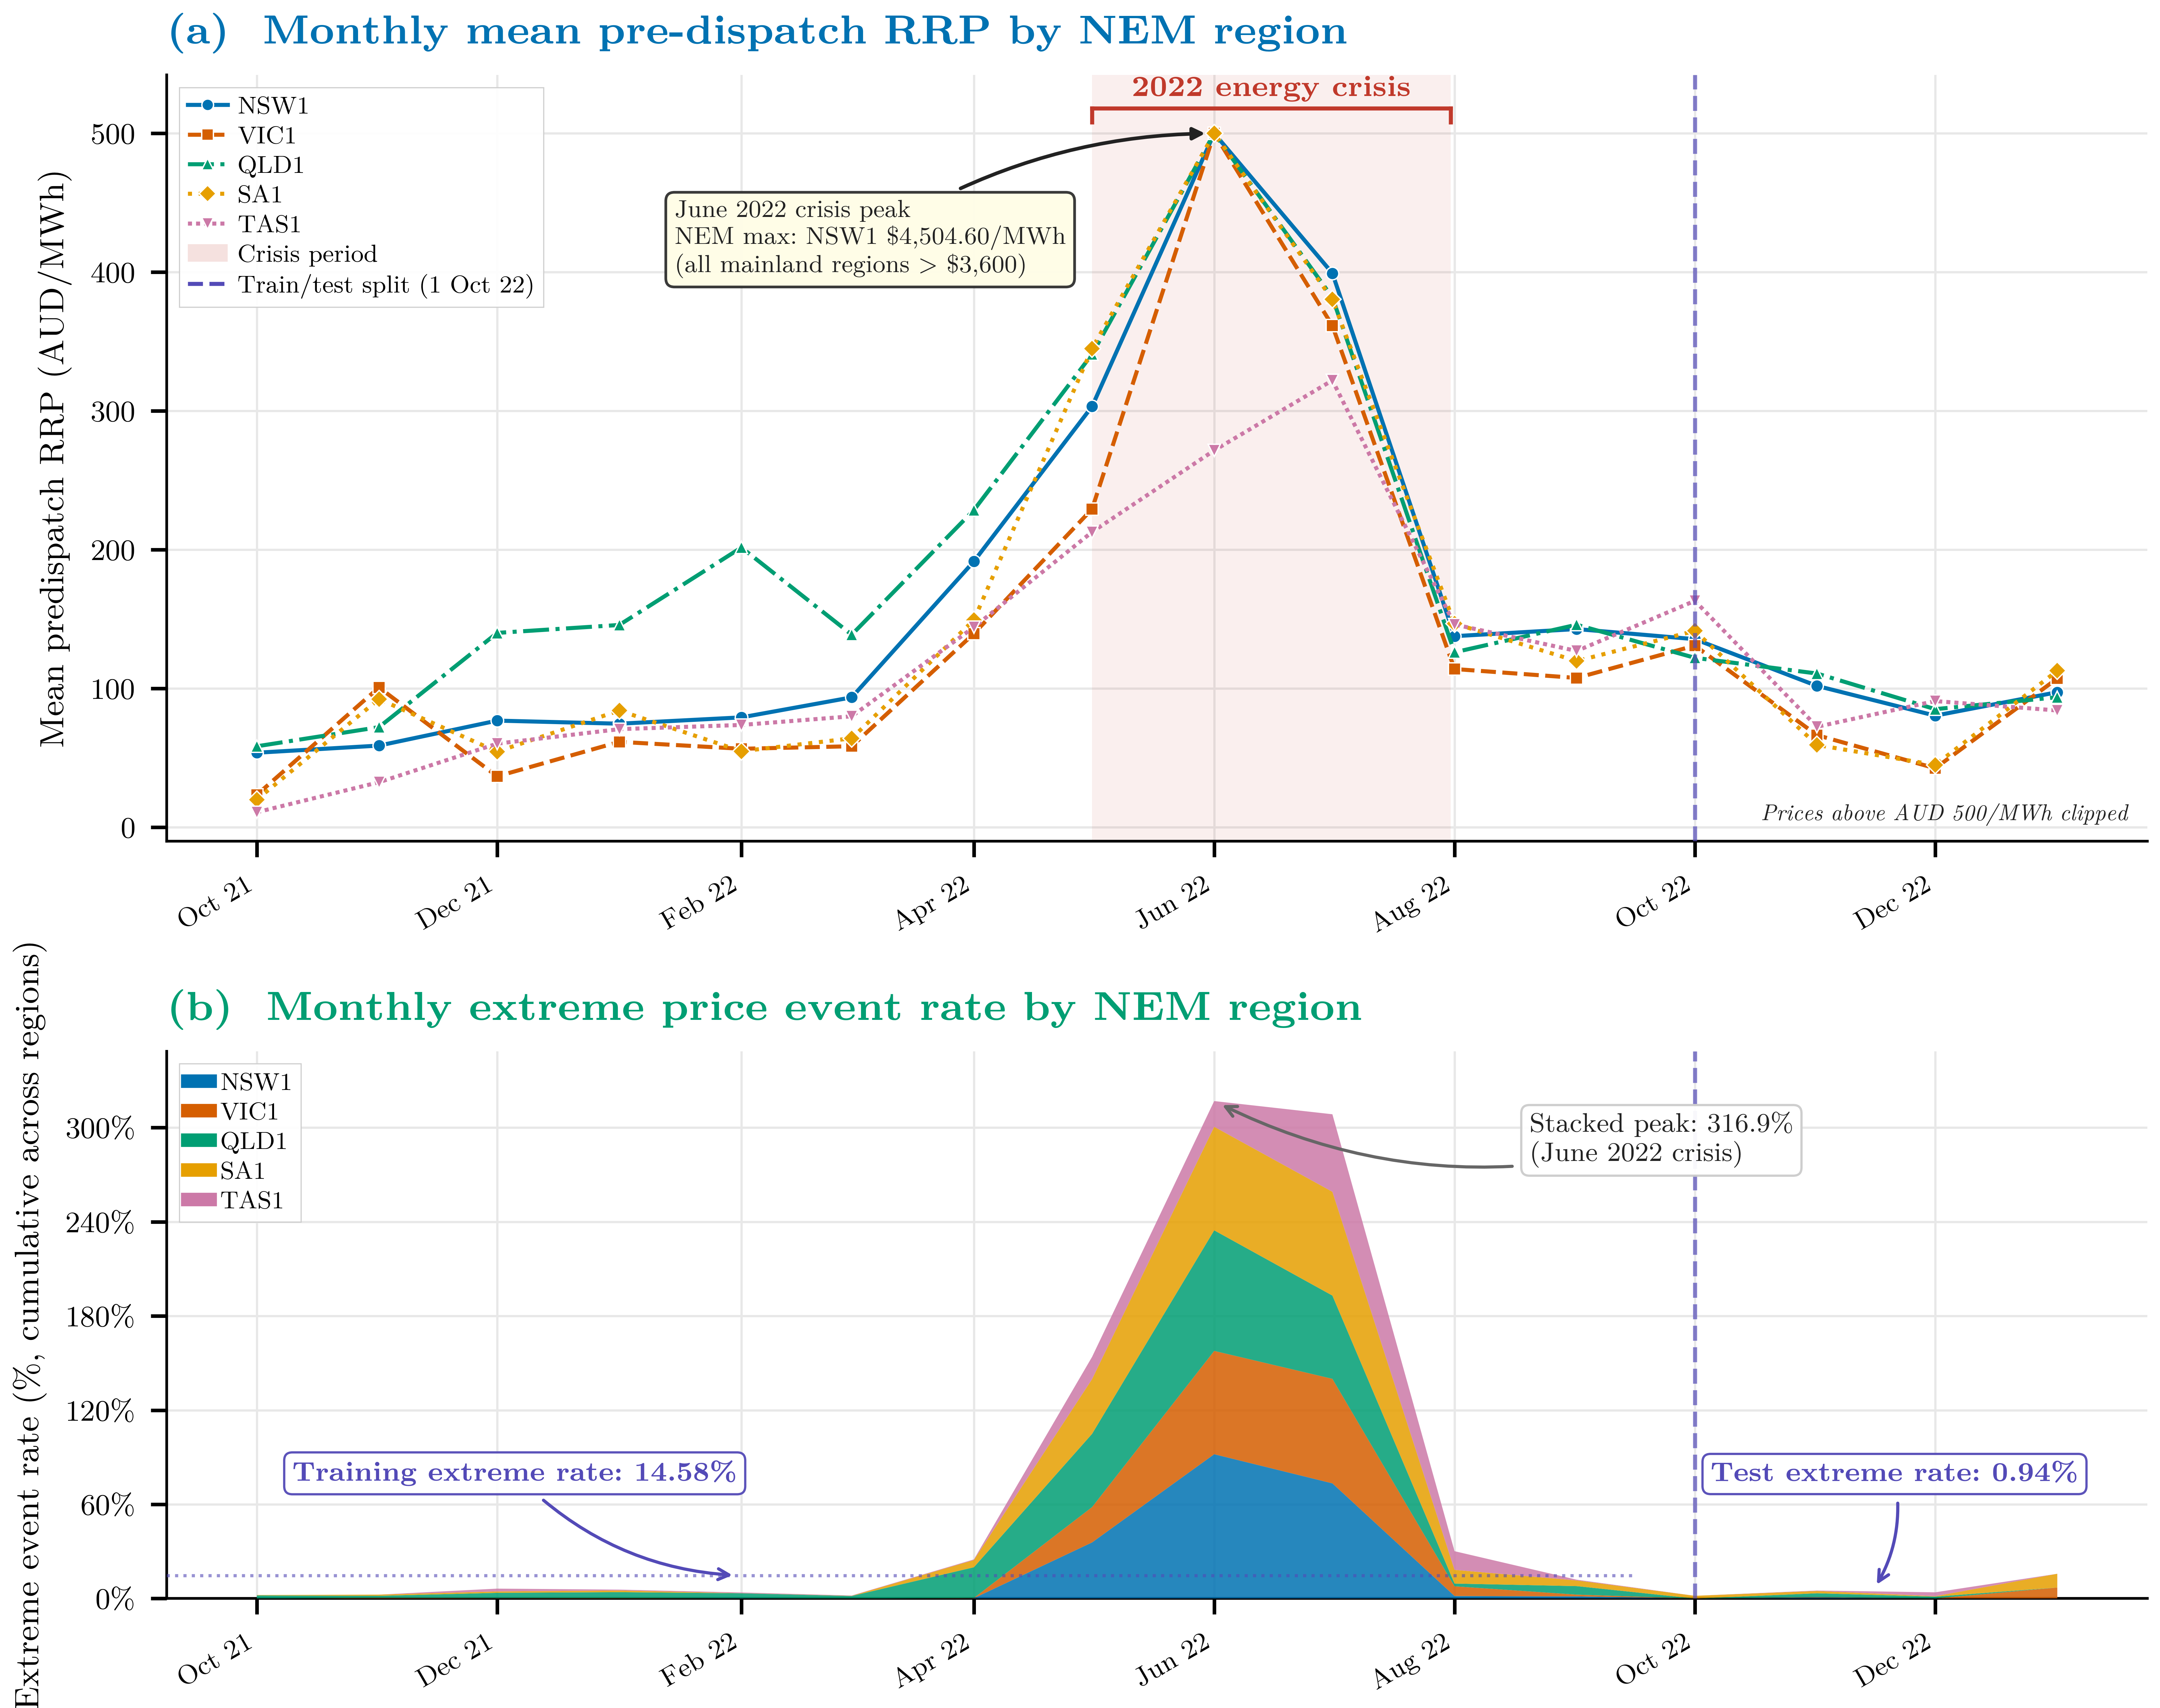 (a) Monthly mean pre-dispatch RRP by NEM region
Mean predispatch RRP (AUD/MWh)
500
400
300
200
100
0
NSW1
VIC1
QLD1
SA1
TAS1
Crisis period
Train/test split (1 Oct 22)
2022 energy crisis
June 2022 crisis peak
NEM max: NSW1 $4,504.60/MWh
(all mainland regions > $3,600)
Prices above AUD 500/MWh clipped
Oct 21
Dec 21
Feb 22
Apr 22
Jun 22
Aug 22
Oct 22
Dec 22
(b) Monthly extreme price event rate by NEM region
Extreme event rate (%, cumulative across regions)
300%
240%
180%
120%
60%
0%
NSW1
VIC1
QLD1
SA1
TAS1
Stacked peak: 316.9%
(June 2022 crisis)
Training extreme rate: 14.58%
Test extreme rate: 0.94%
Oct 21
Dec 21
Feb 22
Apr 22
Jun 22
Aug 22
Oct 22
Dec 22